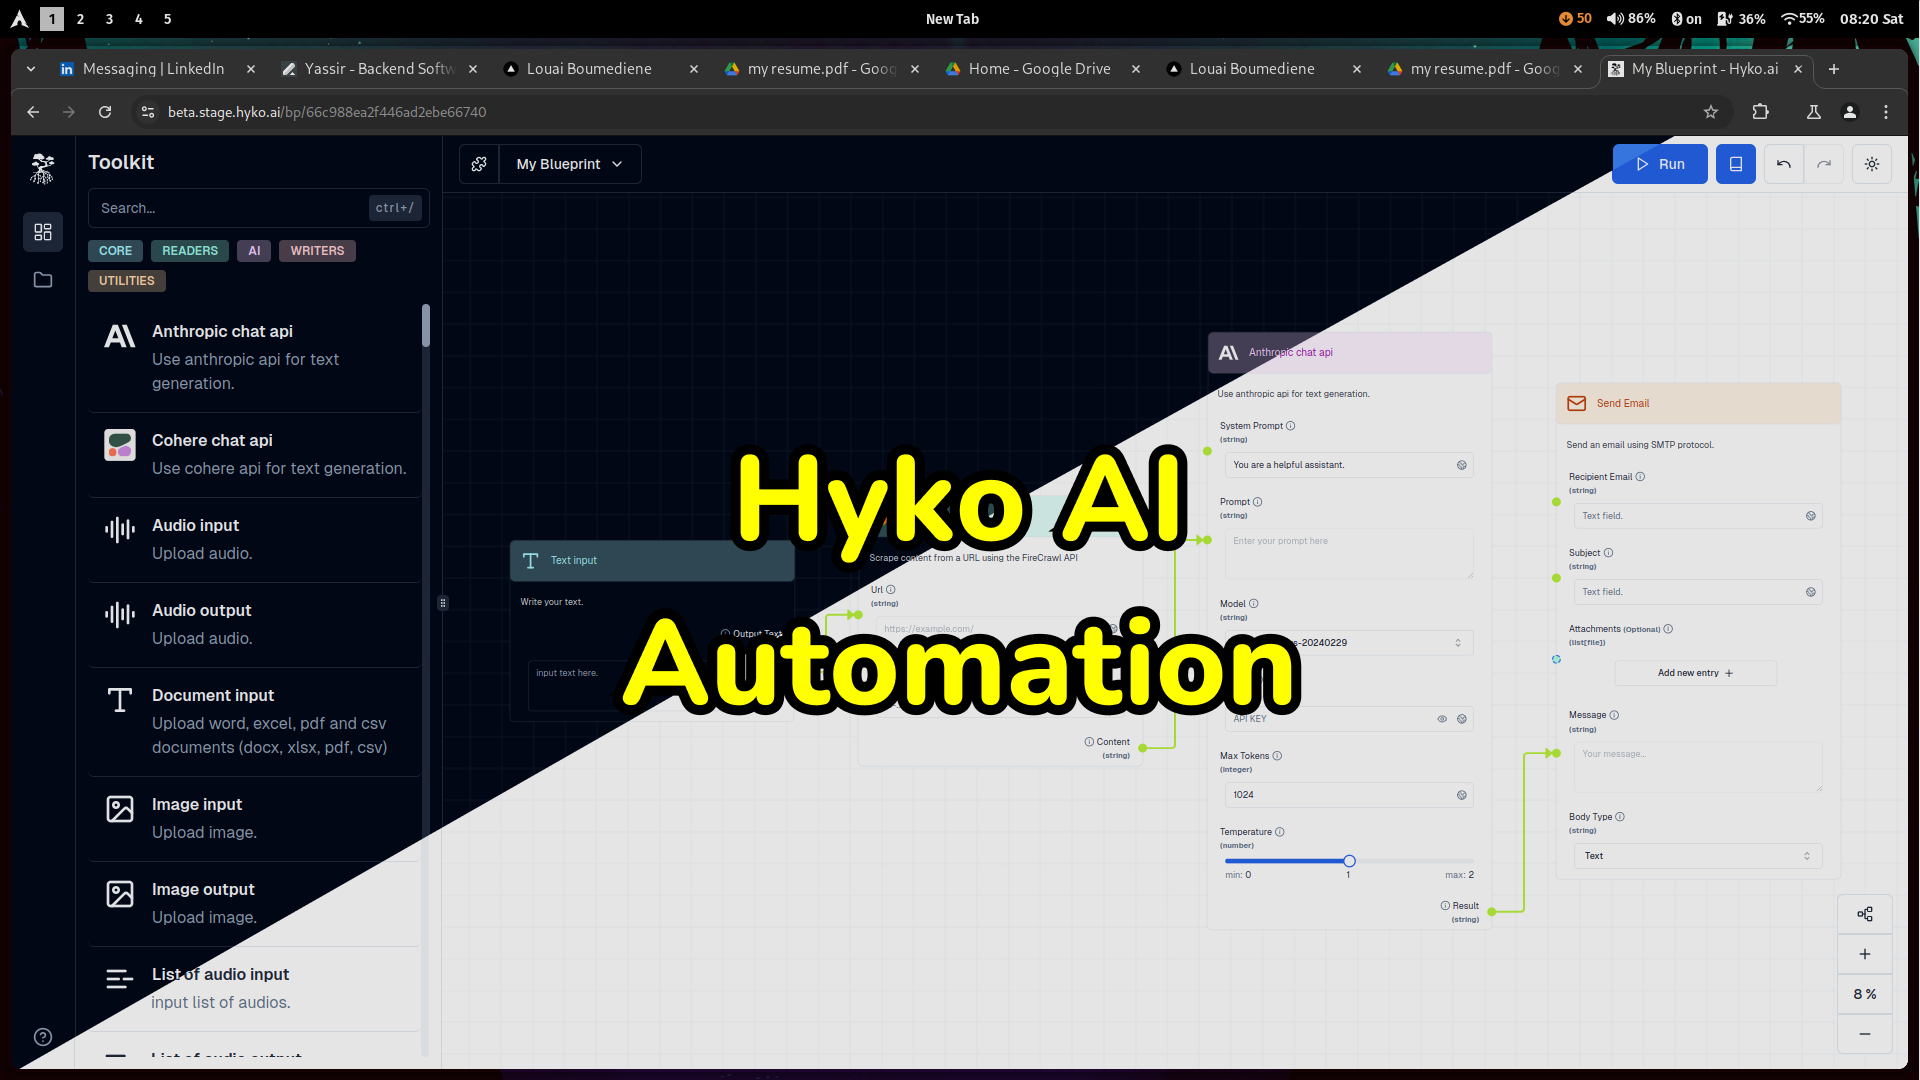 1 2 3 4 5
New Tab
50 86% on 36% 55% 08:20 Sat
Messaging | LinkedIn
Yassir - Backend Softw
Louai Boumediene
my resume.pdf - Goog
Home - Google Drive
Louai Boumediene
my resume.pdf - Goog
My Blueprint - Hyko.ai
beta.stage.hyko.ai/bp/66c988ea2f446ad2ebe66740
Toolkit
Search...
ctrl+/
CORE
READERS
AI
WRITERS
UTILITIES
Anthropic chat api
Use anthropic api for text
generation.
Cohere chat api
Use cohere api for text generation.
Audio input
Upload audio.
Audio output
Upload audio.
Document input
Upload word, excel, pdf and csv
documents (docx, xlsx, pdf, csv)
Image input
Upload image.
Image output
Upload image.
List of audio input
input list of audios.
List of audio output
My Blueprint
Run
Hyko AI
Automation
Text input
Write your text.
Output Text
input text here.
Scrape content from a URL using the FireCrawl API
Url
(string)
https://example.com/
Content
(string)
Anthropic chat api
Use anthropic api for text generation.
System Prompt
(string)
You are a helpful assistant.
Prompt
(string)
Enter your prompt here
Model
(string)
-20240229
API KEY
Max Tokens
(integer)
1024
Temperature
(number)
min: 0
1
max: 2
Result
(string)
Send Email
Send an email using SMTP protocol.
Recipient Email
(string)
Text field.
Subject
(string)
Text field.
Attachments (Optional)
(list[file])
Add new entry
Message
(string)
Your message...
Body Type
(string)
Text
8 %